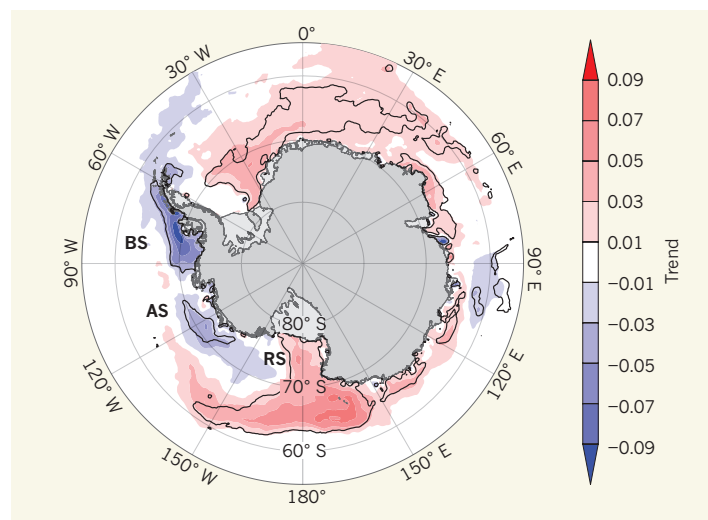 0°
30° W
30° E
60° W
60° E
BS
90° W
90° E
AS
80° S
RS
70° S
120° W
120° E
60° S
150° W
150° E
180°
0.09
0.07
0.05
0.03
0.01
−0.01
−0.03
−0.05
−0.07
−0.09
Trend